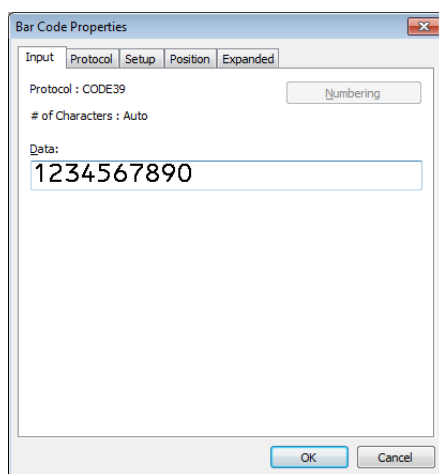 Bar Code Properties
Input Protocol Setup Position Expanded
Protocol : CODE39
Numbering
# of Characters : Auto
Data:
1234567890
OK Cancel